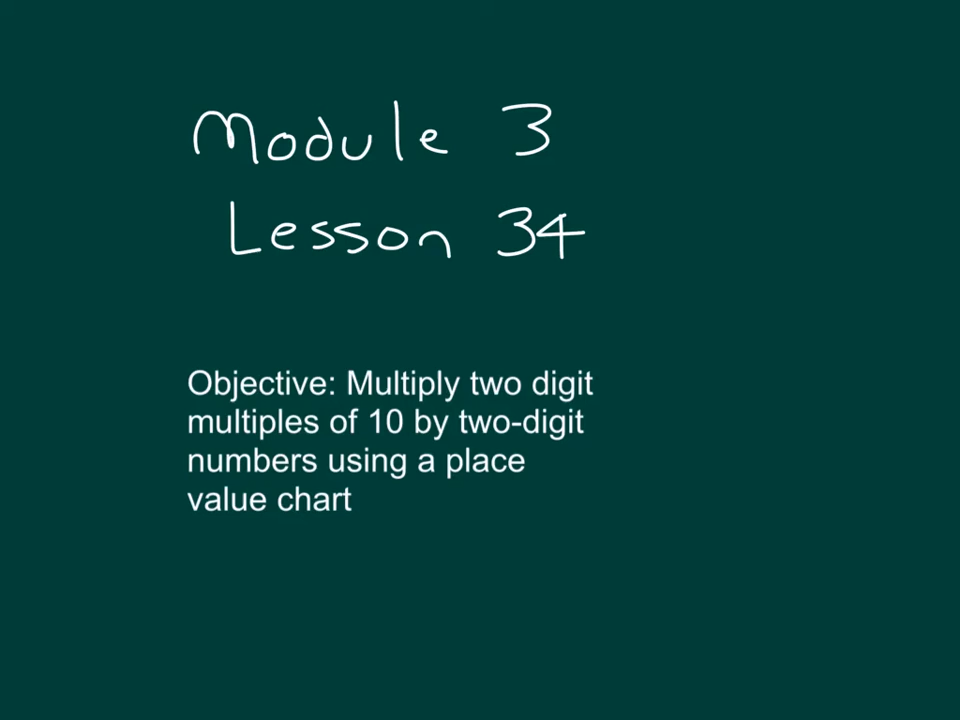 Module 3
Lesson 34
Objective: Multiply two digit
multiples of 10 by two-digit
numbers using a place
value chart